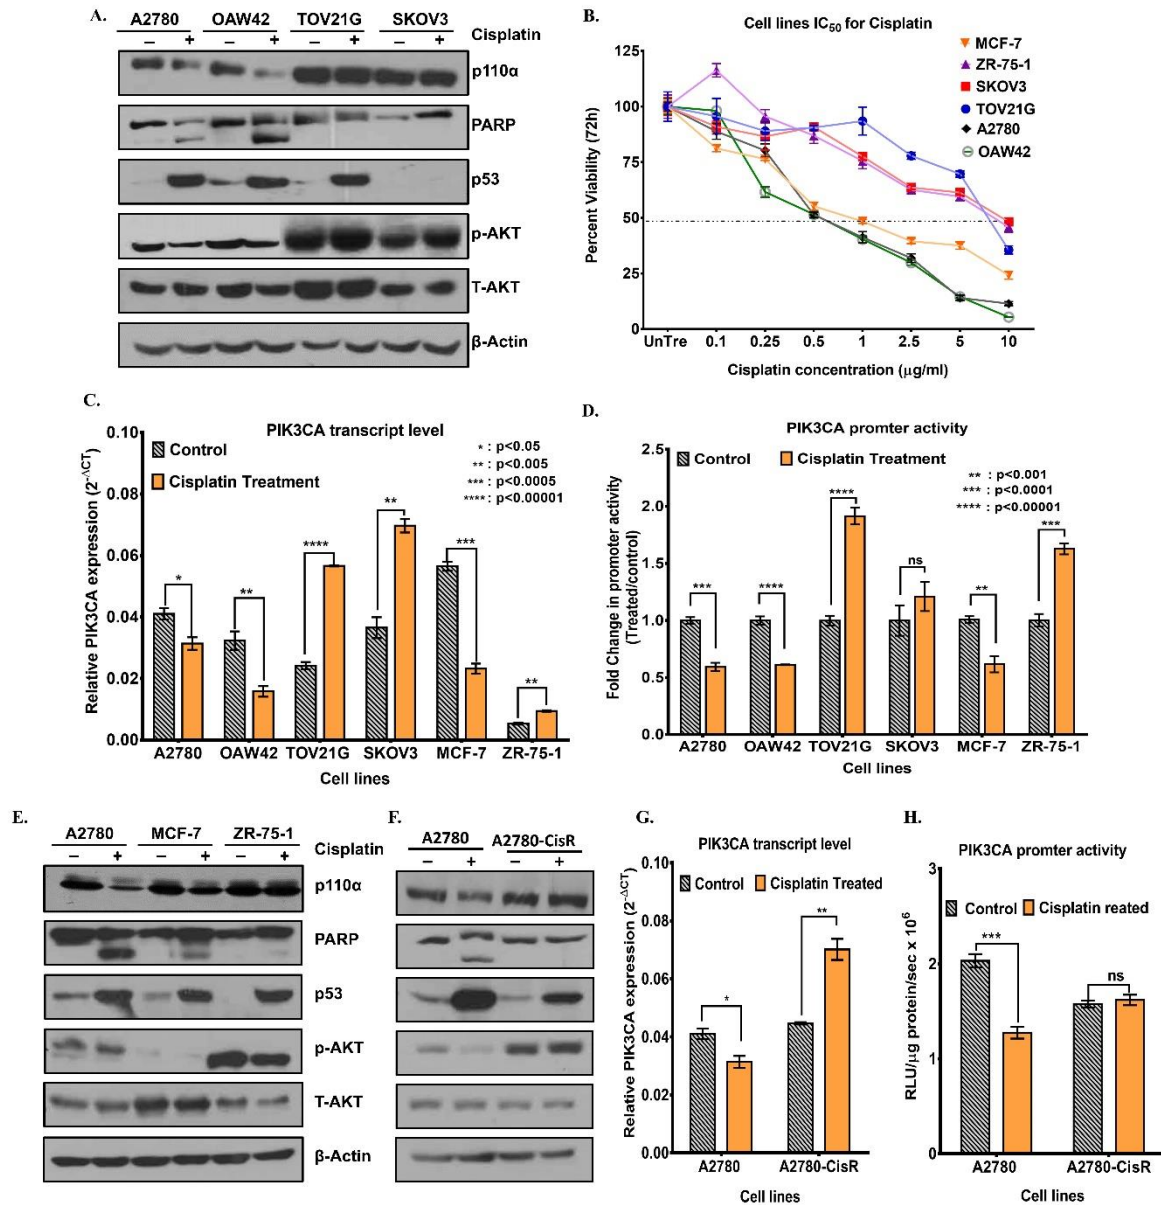 A.
A2780 OAW42 TOV21G SKOV3
– + – + – + – + Cisplatin
p110α
PARP
p53
p-AKT
T-AKT
β-Actin
B.
Cell lines IC50 for Cisplatin
MCF-7
ZR-75-1
SKOV3
TOV21G
A2780
OAW42
Percent Viability (72h)
125
100
75
50
25
0
UnTre 0.1 0.25 0.5 1 2.5 5 10
Cisplatin concentration (µg/ml)
C.
PIK3CA transcript level
Control
Cisplatin Treatment
* : p<0.05
** : p<0.005
*** : p<0.0005
**** : p<0.00001
Relative PIK3CA expression (2-ΔCT)
0.10
0.08
0.06
0.04
0.02
0.00
* ** **** ** *** **
A2780 OAW42 TOV21G SKOV3 MCF-7 ZR-75-1
Cell lines
D.
PIK3CA promter activity
Control Cisplatin Treatment
** : p<0.001
*** : p<0.0001
**** : p<0.00001
Fold Change in promoter activity
(Treated/control)
2.5
2.0
1.5
1.0
0.5
0.0
*** **** **** ns ** ***
A2780 OAW42 TOV21G SKOV3 MCF-7 ZR-75-1
Cell lines
E.
A2780 MCF-7 ZR-75-1
– + – + – + Cisplatin
p110α
PARP
p53
p-AKT
T-AKT
β-Actin
F.
A2780 A2780-CisR
– + – +
G.
PIK3CA transcript level
Control Cisplatin Treated
Relative PIK3CA expression (2-ΔCT)
0.10
0.08
0.06
0.04
0.02
0.00
* **
A2780 A2780-CisR
Cell lines
H.
PIK3CA promter activity
Control Cisplatin reated
RLU/µg protein/sec x 10^6
3
2
1
0
*** ns
A2780 A2780-CisR
Cell lines